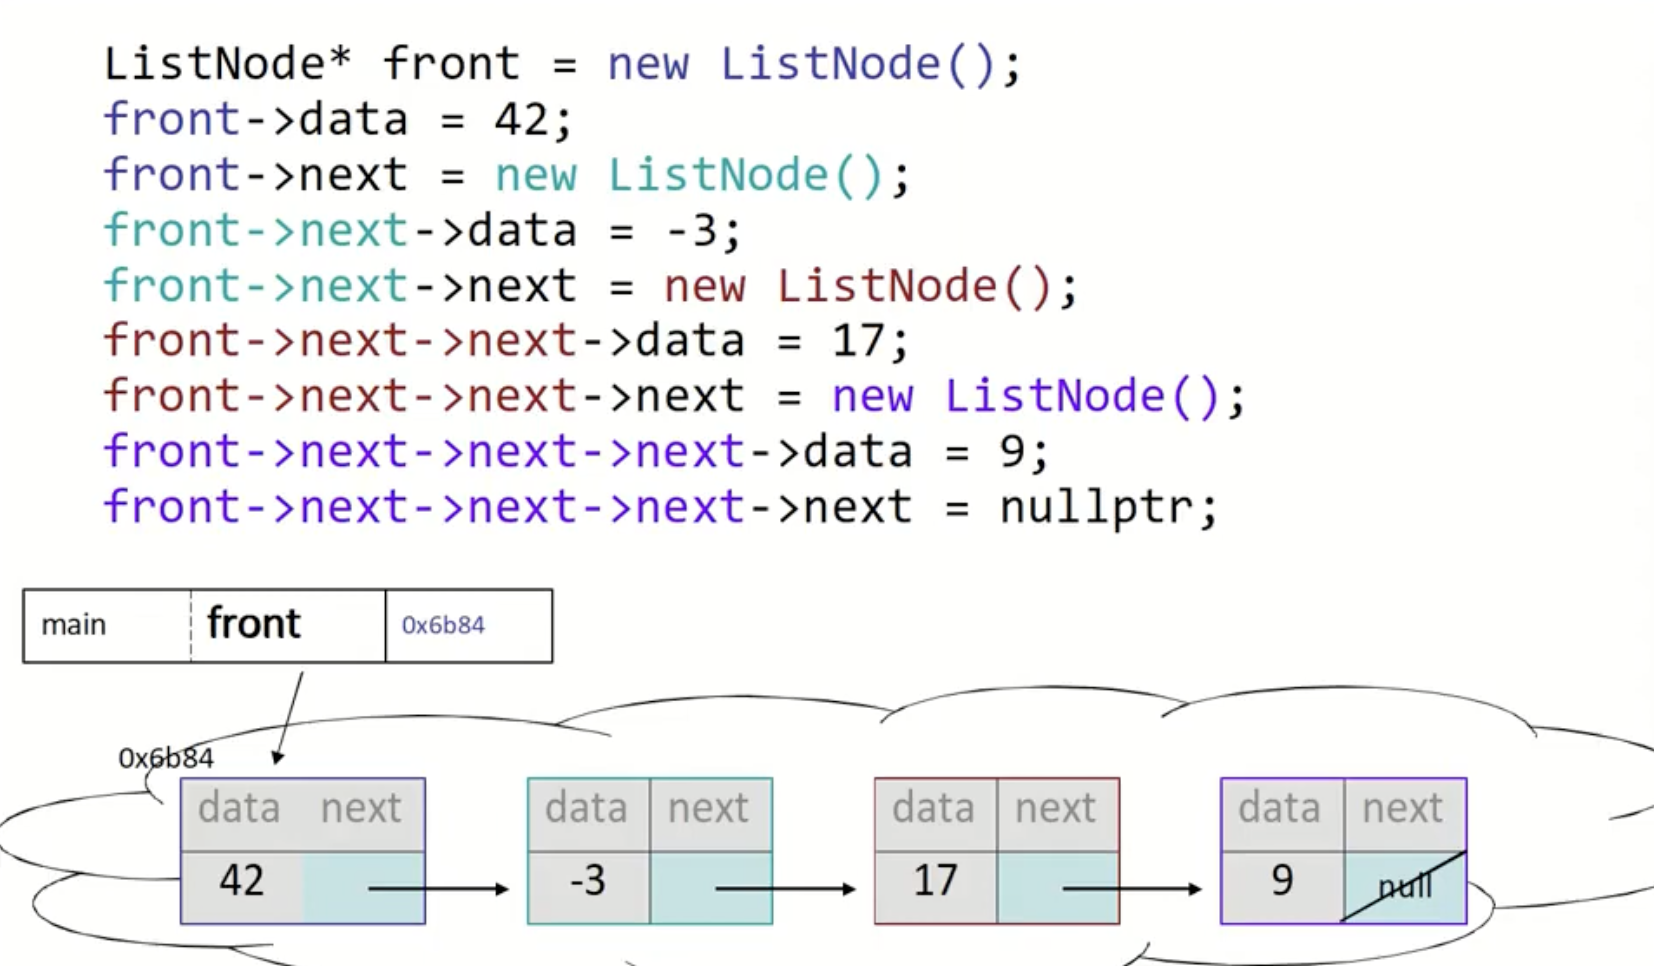 ListNode* front = new ListNode();
front->data = 42;
front->next = new ListNode();
front->next->data = -3;
front->next->next = new ListNode();
front->next->next->data = 17;
front->next->next->next = new ListNode();
front->next->next->next->data = 9;
front->next->next->next->next = nullptr;
main front 0x6b84
0x6b84
data next data next data next data next
42 -3 17 9 null